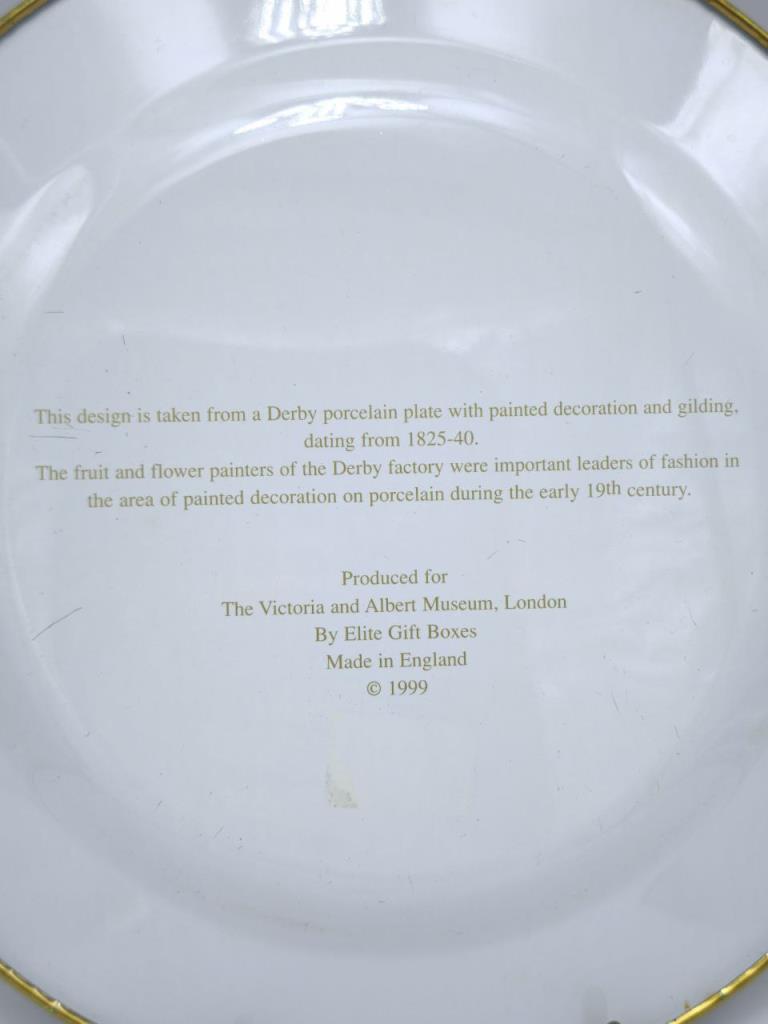 This design is taken from a Derby porcelain plate with painted decoration and gilding,
dating from 1825-40.
The fruit and flower painters of the Derby factory were important leaders of fashion in
the area of painted decoration on porcelain during the early 19th century.
Produced for
The Victoria and Albert Museum, London
By Elite Gift Boxes
Made in England
© 1999